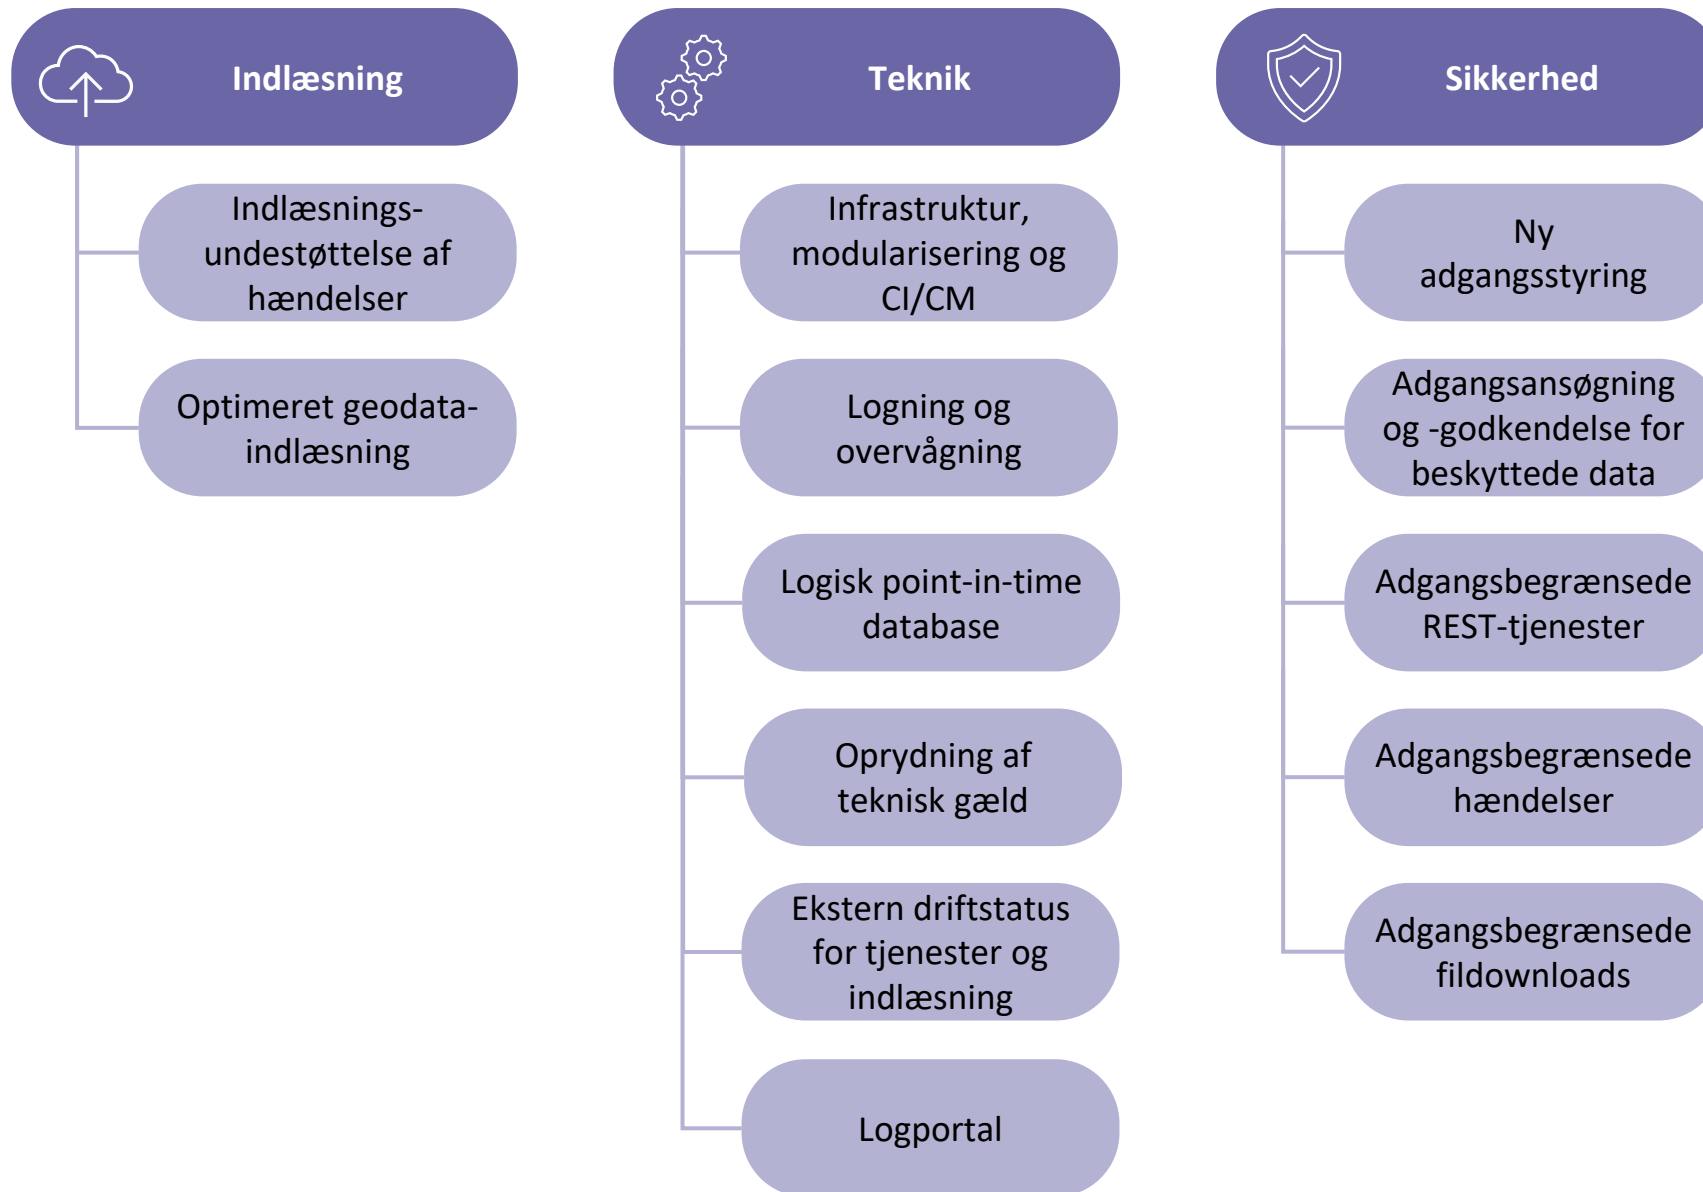 Indlæsning
Indlæsnings-
undestøttelse af
hændelser
Optimeret geodata-
indlæsning
Teknik
Infrastruktur,
modularisering og
CI/CM
Logning og
overvågning
Logisk point-in-time
database
Oprydning af
teknisk gæld
Ekstern driftstatus
for tjenester og
indlæsning
Logportal
Sikkerhed
Ny
adgangsstyring
Adgangsansøgning
og -godkendelse for
beskyttede data
Adgangsbegrænsede
REST-tjenester
Adgangsbegrænsede
hændelser
Adgangsbegrænsede
fildownloads